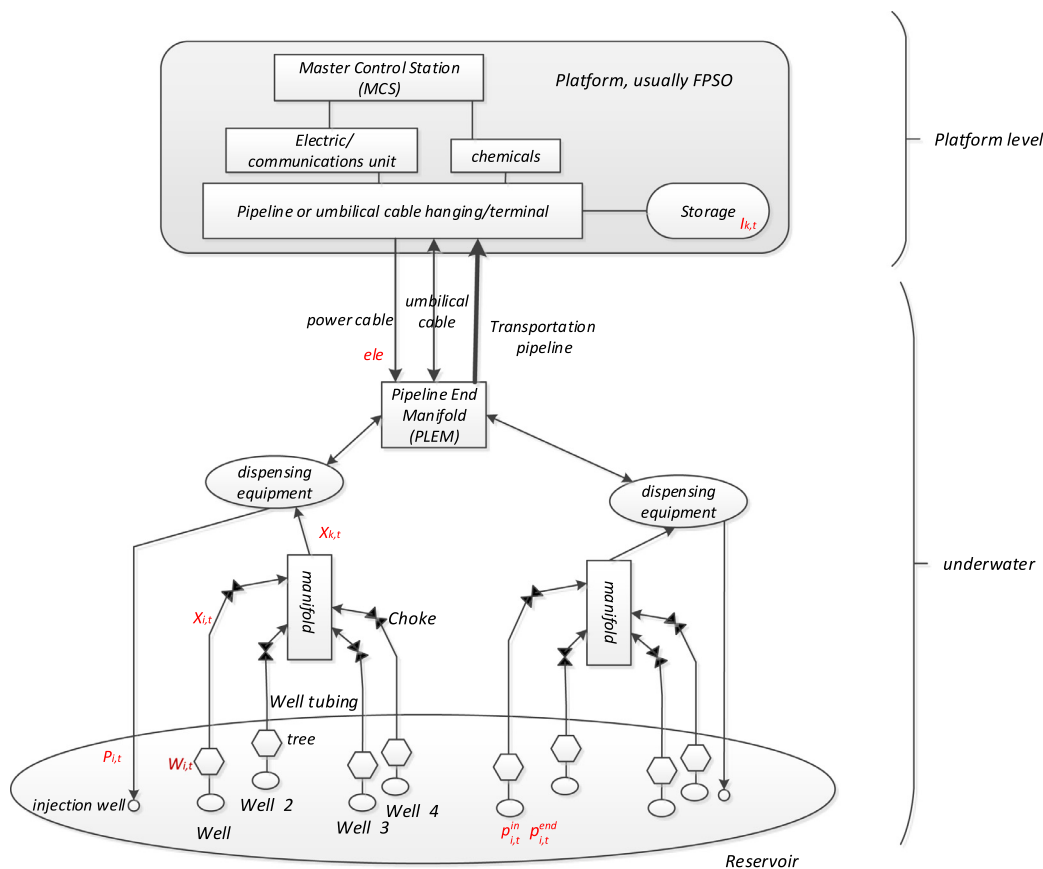 Master Control Station
(MCS)
Platform, usually FPSO
Electric/
communications unit
chemicals
Platform level
Pipeline or umbilical cable hanging/terminal
Storage
Ik,t
power cable
umbilical
cable
Transportation
pipeline
ele
Pipeline End
Manifold
(PLEM)
dispensing
equipment
dispensing
equipment
Xk,t
underwater
manifold
manifold
Xi,t
Choke
Well tubing
tree
Pi,t
Wi,t
injection well
Well 2
Well 4
Well
Well 3
p in i,t p end i,t
Reservoir